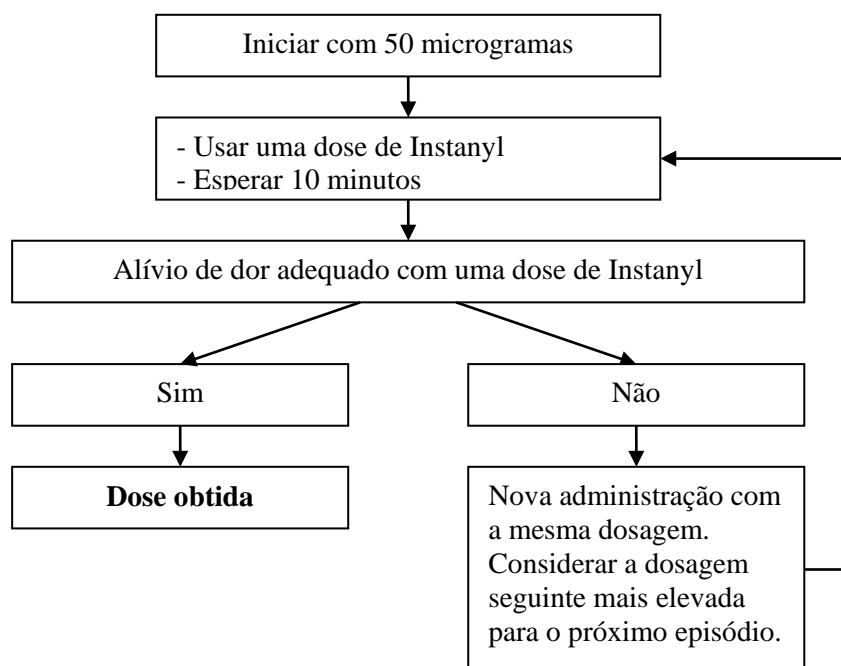 Iniciar com 50 microgramas
- Usar uma dose de Instanyl
- Esperar 10 minutos
Alívio de dor adequado com uma dose de Instanyl
Sim
Não
Dose obtida
Nova administração com
a mesma dosagem.
Considerar a dosagem
seguinte mais elevada
para o próximo episódio.